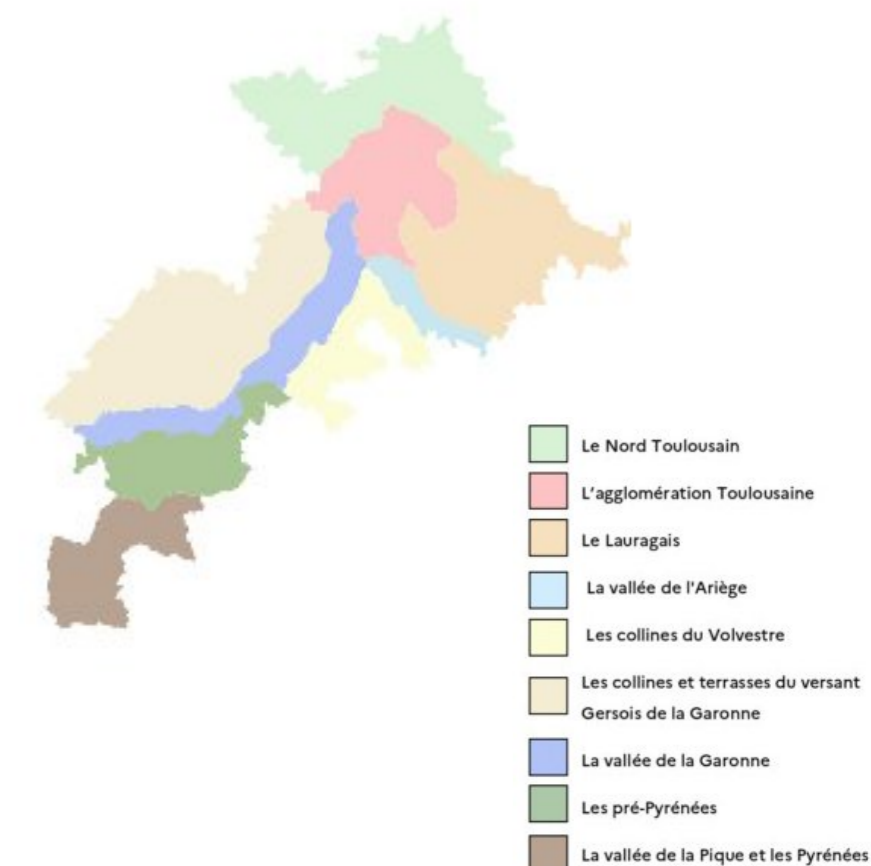 Le Nord Toulousain
L'agglomération Toulousaine
Le Lauragais
La vallée de l'Ariège
Les collines du Volvestre
Les collines et terrasses du versant
Gersois de la Garonne
La vallée de la Garonne
Les pré-Pyrénées
La vallée de la Pique et les Pyrénées